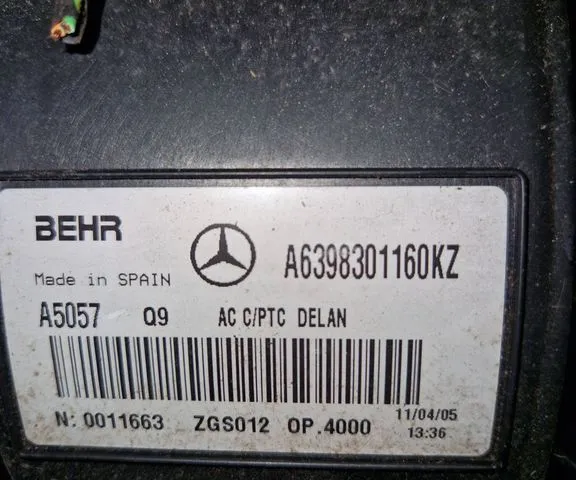 BEHR
A6398301160KZ
Made in SPAIN
A5057 Q9 AC C/PTC DELAN
N: 0011663 ZGS012 OP.4000 11/04/05
13:36